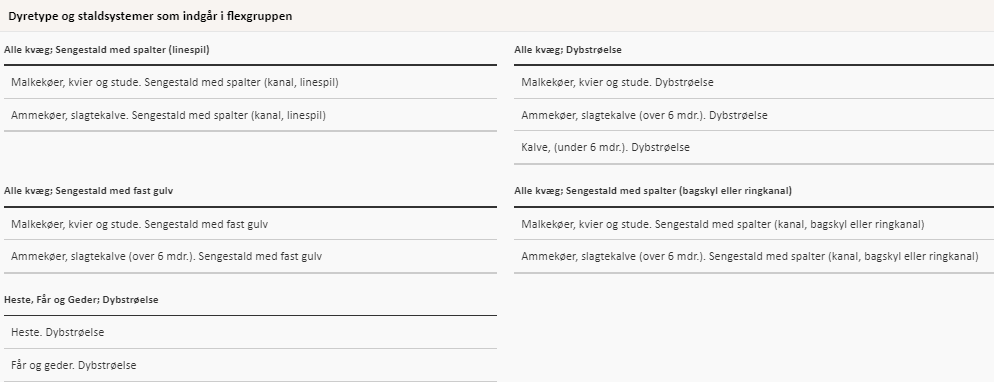 Dyretype og staldsystemer som indgår i flexgruppen
Alle kvæg; Sengestald med spalter (linespil)
Malkekøer, kvier og stude. Sengestald med spalter (kanal, linespil)
Ammekøer, slagtekalve. Sengestald med spalter (kanal, linespil)
Alle kvæg; Dybstrøelse
Malkekøer, kvier og stude. Dybstrøelse
Ammekøer, slagtekalve (over 6 mdr.). Dybstrøelse
Kalve, (under 6 mdr.). Dybstrøelse
Alle kvæg; Sengestald med fast gulv
Malkekøer, kvier og stude. Sengestald med fast gulv
Ammekøer, slagtekalve (over 6 mdr.). Sengestald med fast gulv
Alle kvæg; Sengestald med spalter (bagskyl eller ringkanal)
Malkekøer, kvier og stude. Sengestald med spalter (kanal, bagskyl eller ringkanal)
Ammekøer, slagtekalve (over 6 mdr.). Sengestald med spalter (kanal, bagskyl eller ringkanal)
Heste, Får og Geder; Dybstrøelse
Heste. Dybstrøelse
Får og geder. Dybstrøelse